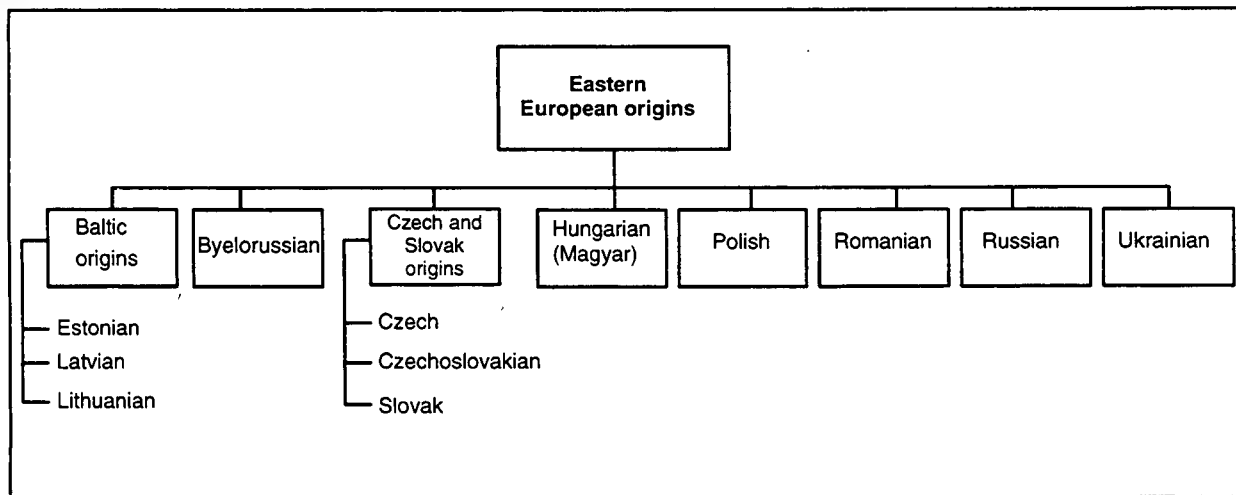 Eastern
European origins
Baltic
origins
Byelorussian
Czech and
Slovak
origins
Hungarian
(Magyar)
Polish
Romanian
Russian
Ukrainian
Estonian
Latvian
Lithuanian
Czech
Czechoslovakian
Slovak